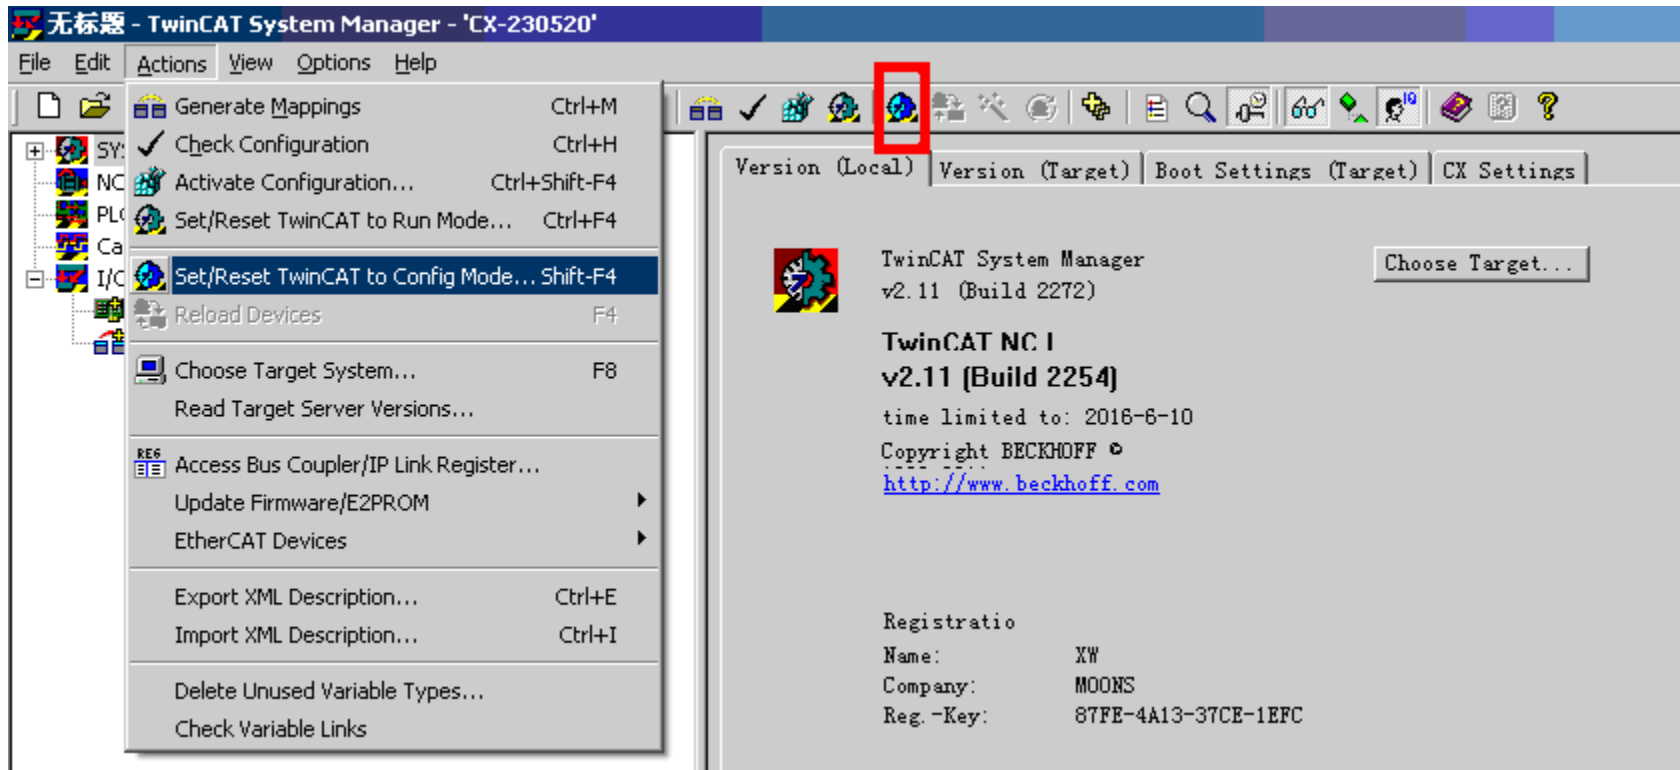 无标题 - TwinCAT System Manager - 'CX-230520'
File Edit Actions View Options Help
Generate Mappings Ctrl+M
Check Configuration Ctrl+H
Activate Configuration... Ctrl+Shift-F4
Set/Reset TwinCAT to Run Mode... Ctrl+F4
Set/Reset TwinCAT to Config Mode... Shift-F4
Reload Devices F4
Choose Target System... F8
Read Target Server Versions...
REG
Access Bus Coupler/IP Link Register...
Update Firmware/E2PROM
EtherCAT Devices
Export XML Description... Ctrl+E
Import XML Description... Ctrl+I
Delete Unused Variable Types...
Check Variable Links
SY
NC
PL
Ca
I/O
Version (Local) Version (Target) Boot Settings (Target) CX Settings
TwinCAT System Manager
v2.11 (Build 2272)
Choose Target...
TwinCAT NC I
v2.11 (Build 2254)
time limited to: 2016-6-10
Copyright BECKHOFF ©
http://www.beckhoff.com
Registratio
Name: XW
Company: MOONS
Reg.-Key: 87FE-4A13-37CE-1EFC